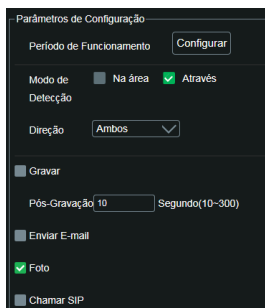 Parâmetros de Configuração
Período de Funcionamento Configurar
Modo de Detecção Na área Através
Direção Ambos
Gravar
Pós-Gravação 10 Segundo(10~300)
Enviar E-mail
Foto
Chamar SIP